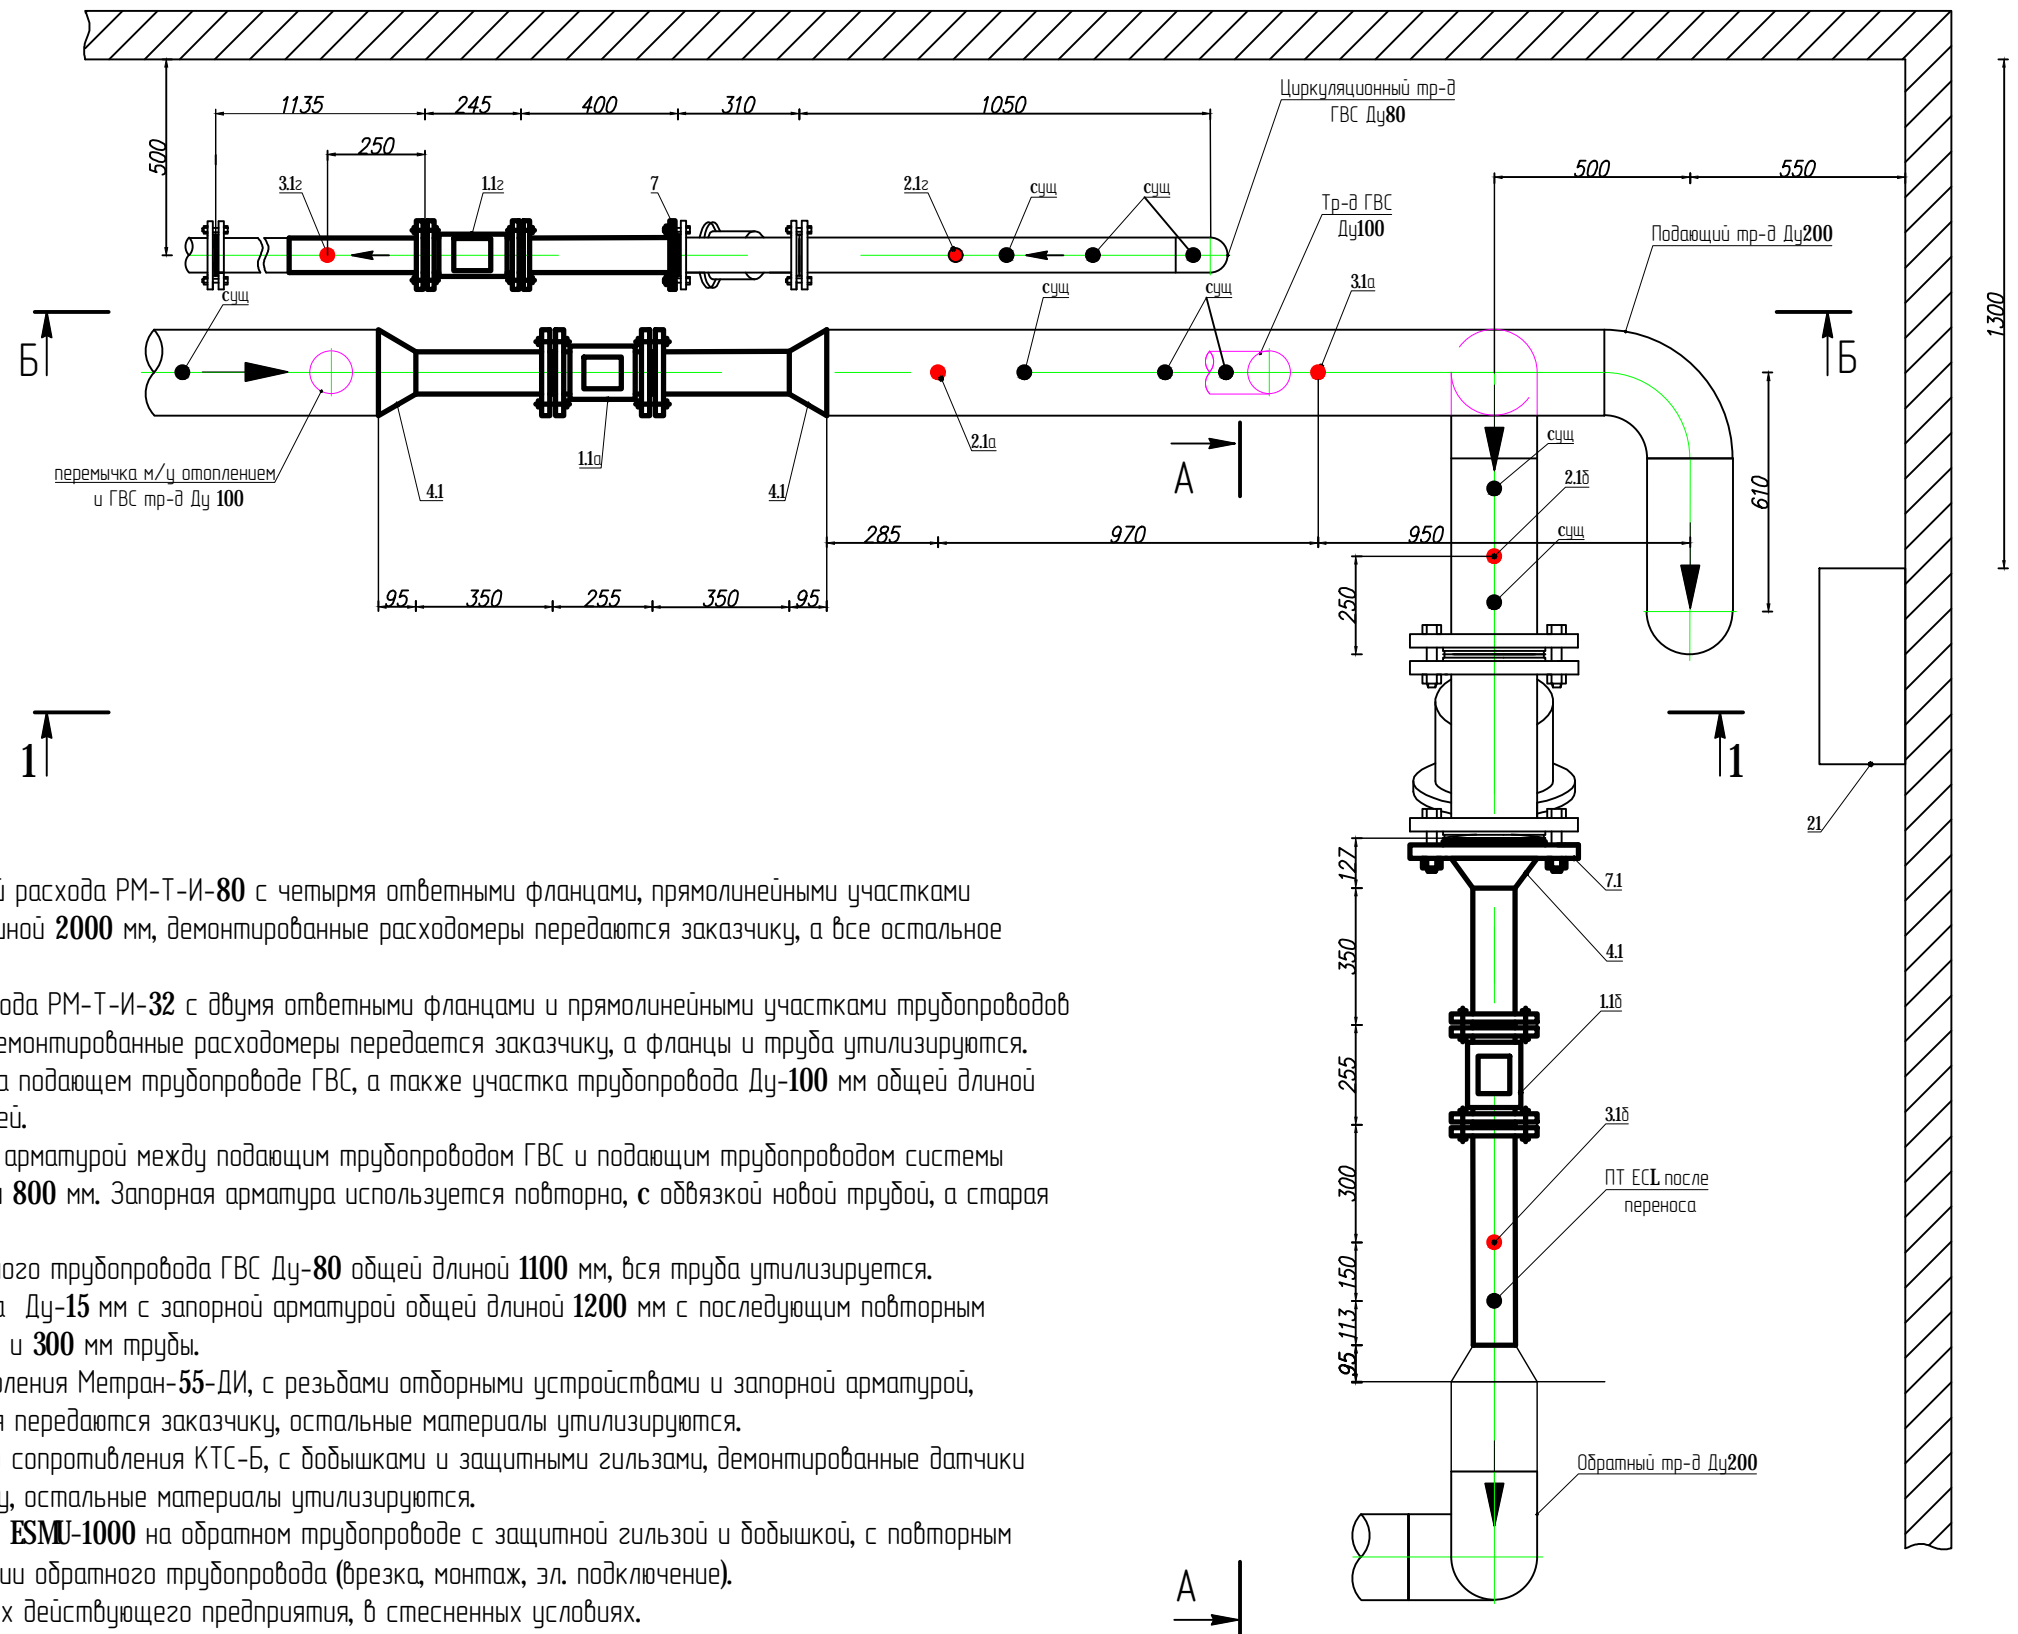 1135
245
400
310
1050
Циркуляционный тр-д
ГВС Ду80
500
250
3.1г
1.1г
7
2.1г
сущ
сущ
Тр-д ГВС
Ду100
500
550
Подающий тр-д Ду200
1300
сущ
сущ
сущ
3.1а
Б
Б
перемычка м/у отоплением
и ГВС тр-д Ду 100
4.1
1.1а
4.1
2.1а
А
сущ
2.1б
сущ
610
285
970
950
95
350
255
350
95
250
1
1
21
127
7.1
350
4.1
1.1б
255
3.1б
300
ПТ ECL после
переноса
150
113
95
Обратный тр-д Ду200
А
й расхода РМ-Т-И-80 с четырмя ответными фланцами, прямолинейными участками
иной 2000 мм, демонтированные расходомеры передаются заказчику, а все остальное
ода РМ-Т-И-32 с двумя ответными фланцами и прямолинейными участками трубопроводов
емонтированные расходомеры передается заказчику, а фланцы и труба утилизируются.
а подающем трубопроводе ГВС, а также участка трубопровода Ду-100 мм общей длиной
ей.
арматурой между подающим трубопроводом ГВС и подающим трубопроводом системы
800 мм. Запорная арматура используется повторно, с обвязкой новой трубой, а старая
ого трубопровода ГВС Ду-80 общей длиной 1100 мм, вся труба утилизируется.
а Ду-15 мм с запорной арматурой общей длиной 1200 мм с последующим повторным
и 300 мм трубы.
вления Метран-55-ДИ, с резьбами отборными устройствами и запорной арматурой,
я передаются заказчику, остальные материалы утилизируются.
сопротивления КТС-Б, с бобышками и защитными гильзами, демонтированные датчики
у, остальные материалы утилизируются.
ESMU-1000 на обратном трубопроводе с защитной гильзой и бобышкой, с повторным
ии обратного трубопровода (врезка, монтаж, эл. подключение).
х действующего предприятия, в стесненных условиях.